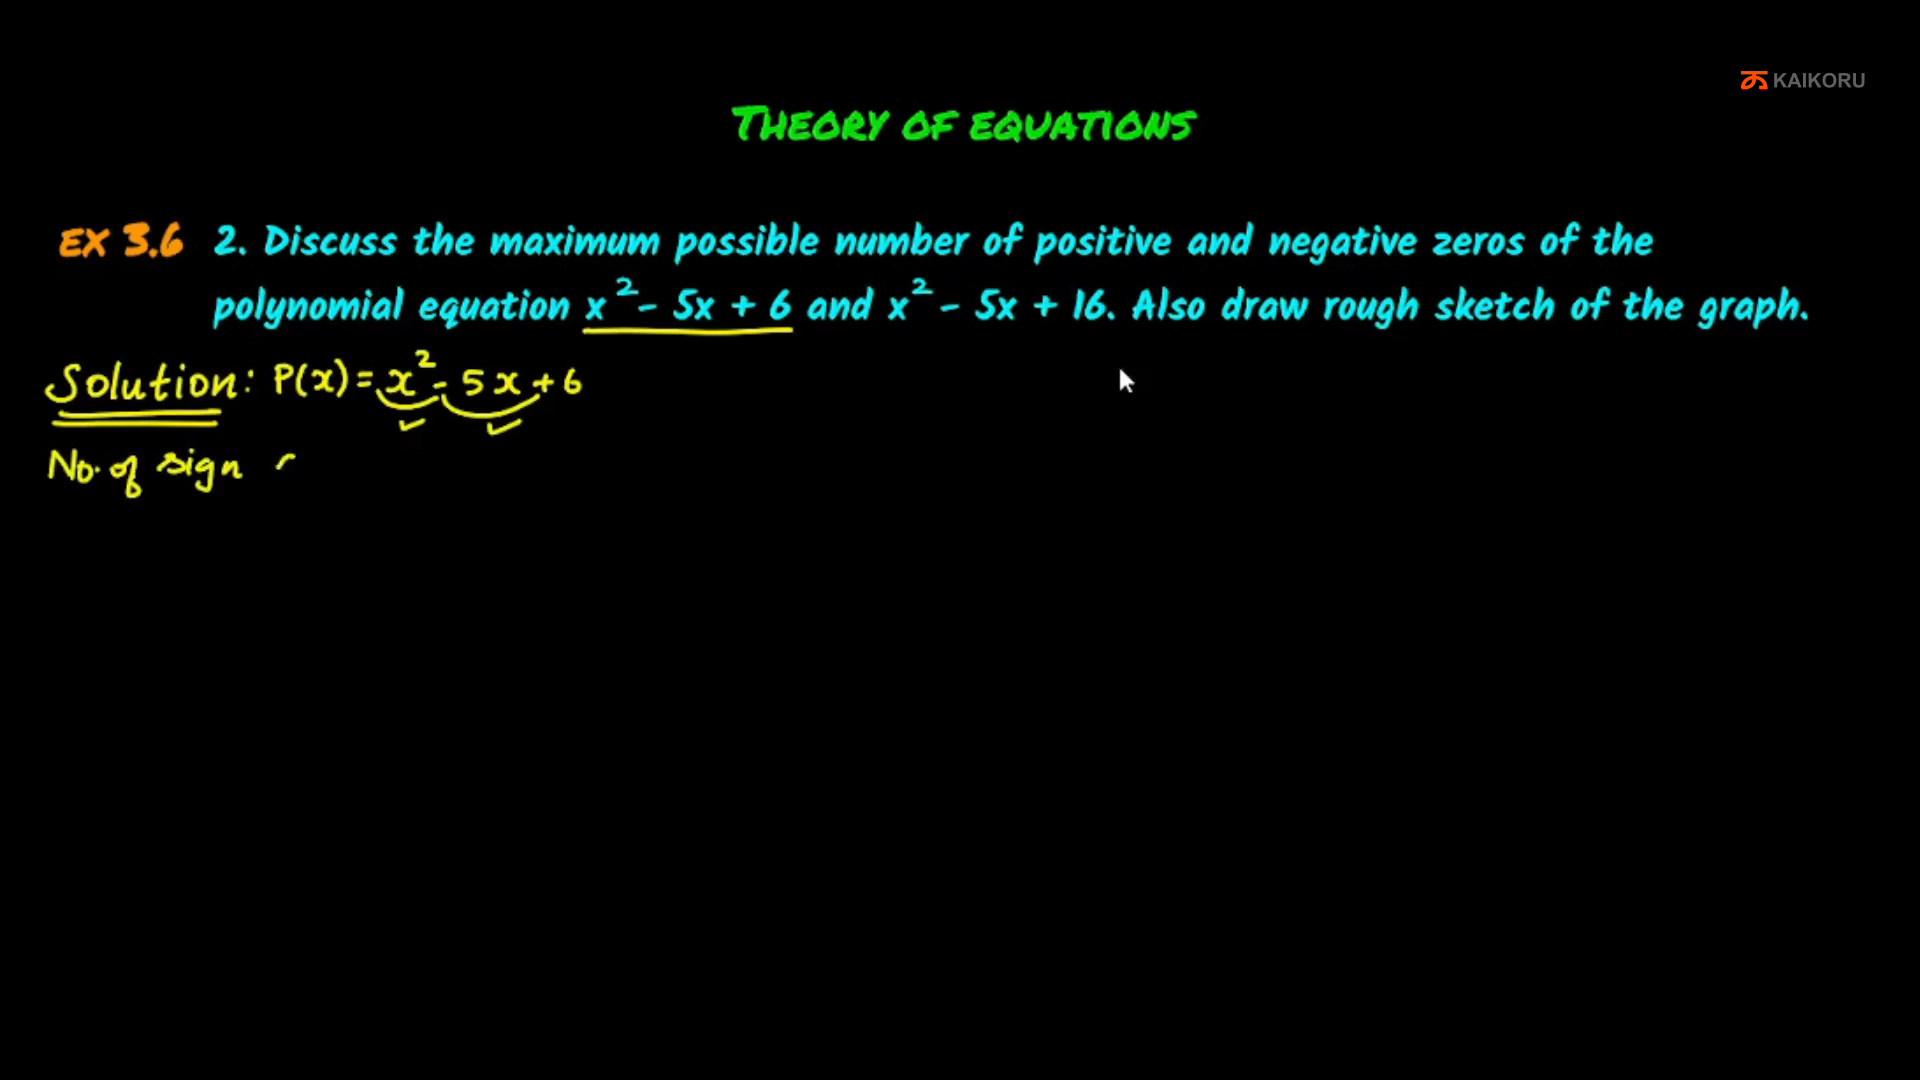 KAIKORU
THEORY OF EQUATIONS
EX 3.6 2. Discuss the maximum possible number of positive and negative zeros of the
polynomial equation x² - 5x + 6 and x² - 5x + 16. Also draw rough sketch of the graph.
Solution: P(x) = x² - 5x + 6
No. of sign